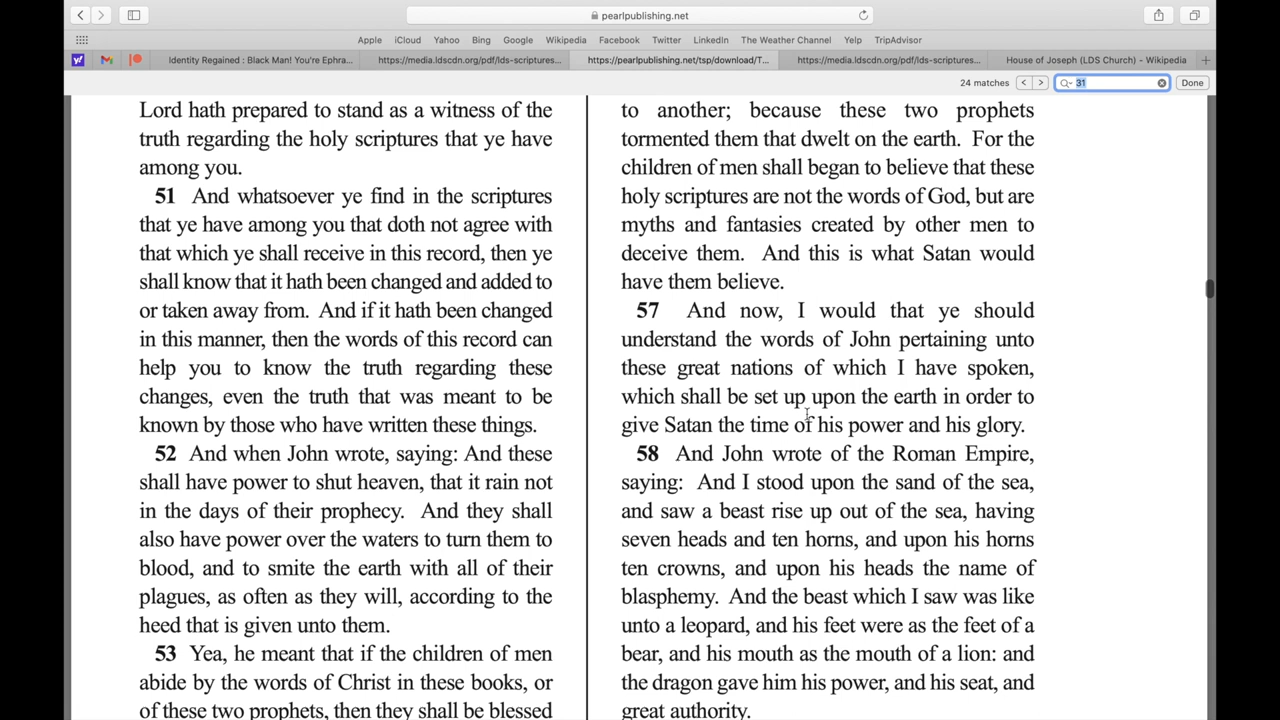 pearlpublishing.net
Apple iCloud Yahoo Bing Google Wikipedia Facebook Twitter LinkedIn The Weather Channel Yelp TripAdvisor
Identity Regained : Black Man! You're Ephra... https://media.ldscdn.org/pdf/lds-scriptures... https://pearlpublishing.net/tsp/download/T... https://media.ldscdn.org/pdf/lds-scriptures... House of Joseph (LDS Church) – Wikipedia
24 matches 31 Done
Lord hath prepared to stand as a witness of the
truth regarding the holy scriptures that ye have
among you.
51 And whatsoever ye find in the scriptures
that ye have among you that doth not agree with
that which ye shall receive in this record, then ye
shall know that it hath been changed and added to
or taken away from. And if it hath been changed
in this manner, then the words of this record can
help you to know the truth regarding these
changes, even the truth that was meant to be
known by those who have written these things.
52 And when John wrote, saying: And these
shall have power to shut heaven, that it rain not
in the days of their prophecy. And they shall
also have power over the waters to turn them to
blood, and to smite the earth with all of their
plagues, as often as they will, according to the
heed that is given unto them.
53 Yea, he meant that if the children of men
abide by the words of Christ in these books, or
of these two prophets, then they shall be blessed
to another; because these two prophets
tormented them that dwelt on the earth. For the
children of men shall began to believe that these
holy scriptures are not the words of God, but are
myths and fantasies created by other men to
deceive them. And this is what Satan would
have them believe.
57 And now, I would that ye should
understand the words of John pertaining unto
these great nations of which I have spoken,
which shall be set up upon the earth in order to
give Satan the time of his power and his glory.
58 And John wrote of the Roman Empire,
saying: And I stood upon the sand of the sea,
and saw a beast rise up out of the sea, having
seven heads and ten horns, and upon his horns
ten crowns, and upon his heads the name of
blasphemy. And the beast which I saw was like
unto a leopard, and his feet were as the feet of a
bear, and his mouth as the mouth of a lion: and
the dragon gave him his power, and his seat, and
great authority.